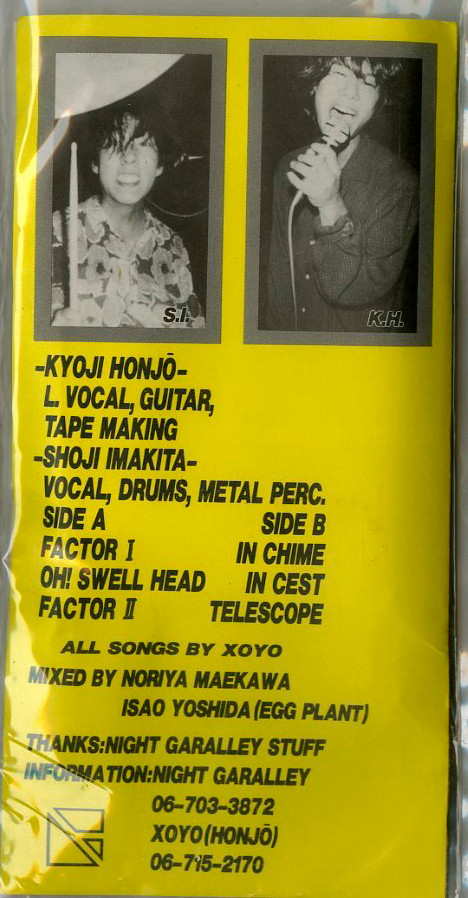 S.I.
K.H.
-KYOJI HONJŌ-
L. VOCAL, GUITAR,
TAPE MAKING
-SHOJI IMAKITA-
VOCAL, DRUMS, METAL PERC.
SIDE A SIDE B
FACTOR I IN CHIME
OH! SWELL HEAD IN CEST
FACTOR II TELESCOPE
ALL SONGS BY XOYO
MIXED BY NORIYA MAEKAWA
ISAO YOSHIDA (EGG PLANT)
THANKS:NIGHT GARALLEY STUFF
INFORMATION:NIGHT GARALLEY
06-703-3872
XOYO (HONJŌ)
06-715-2170